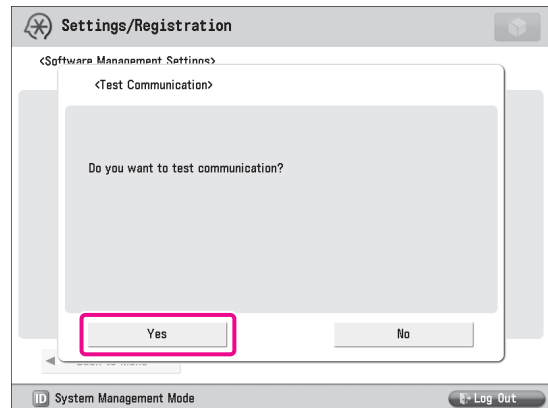 Settings/Registration
<Software Management Settings>
<Test Communication>
Do you want to test communication?
Yes
No
System Management Mode
Log Out